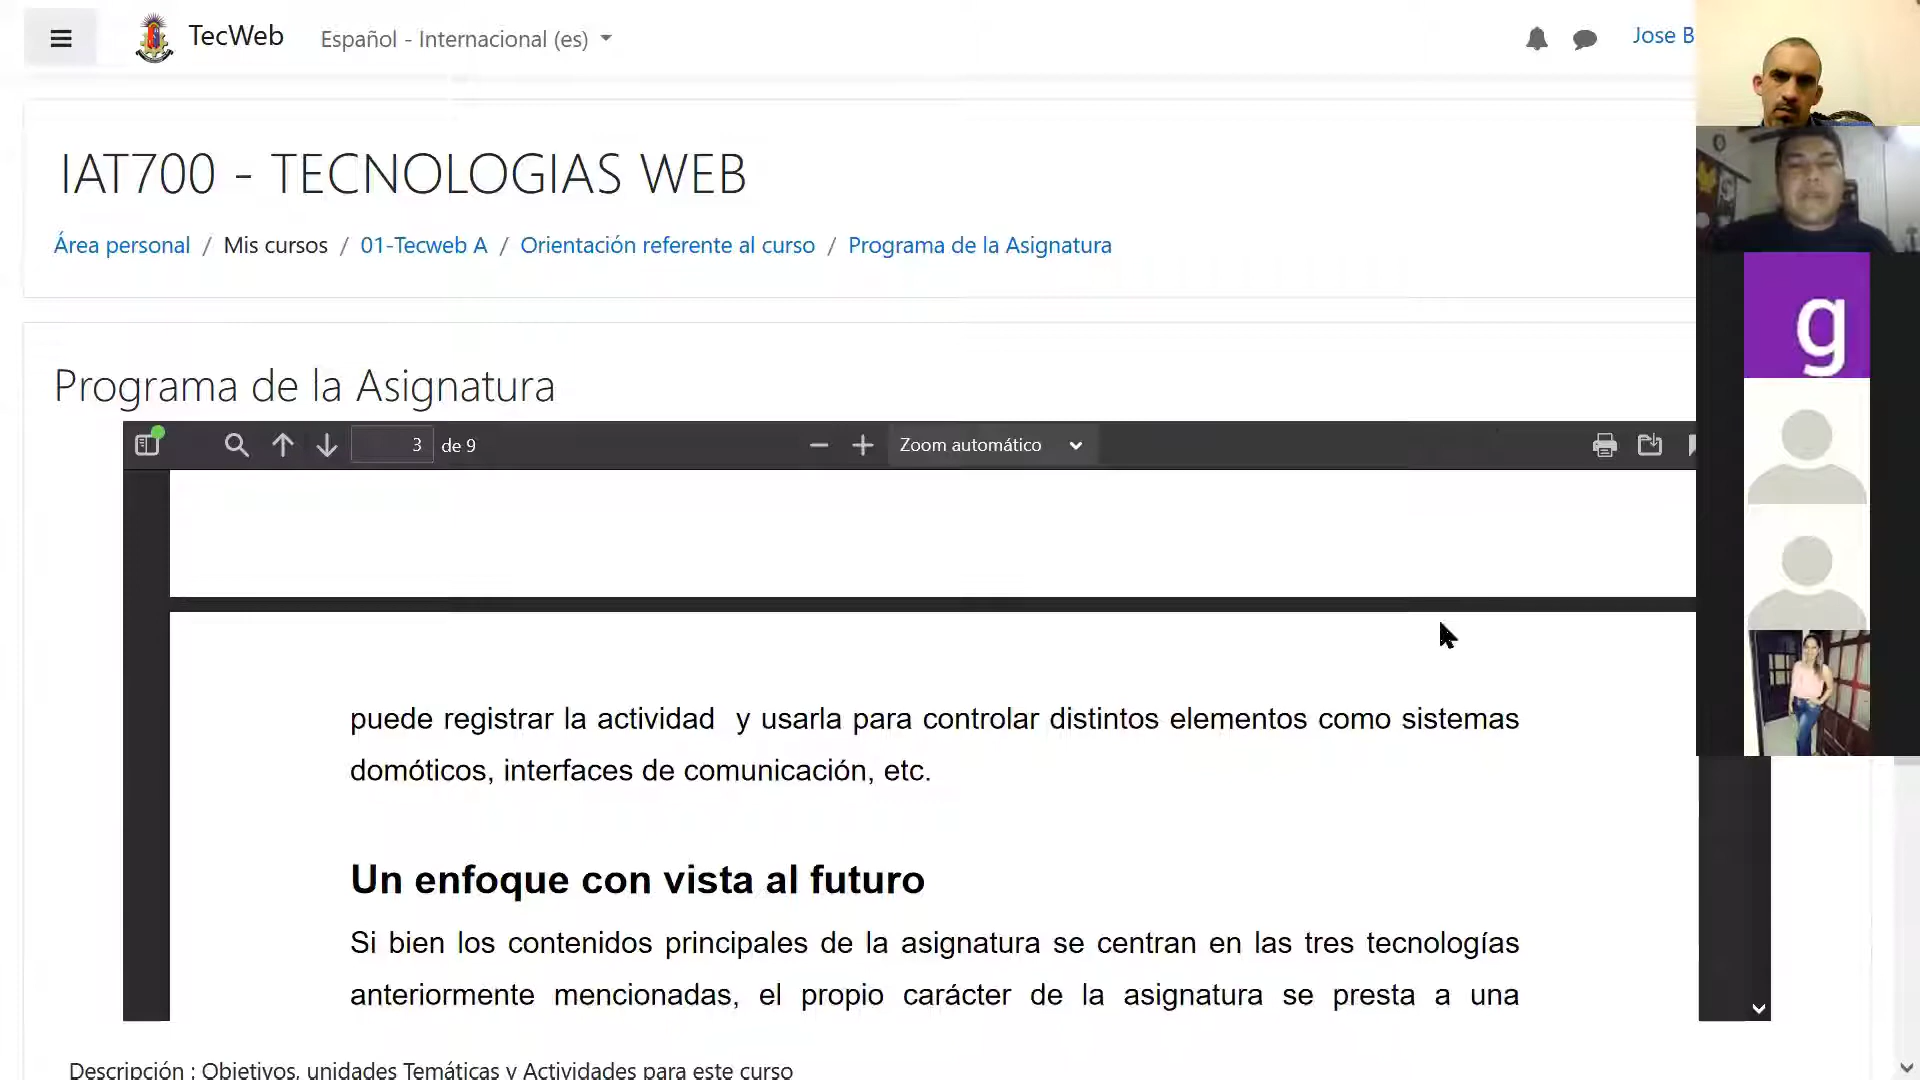 TecWeb Español - Internacional (es) Jose B
IAT700 - TECNOLOGIAS WEB
Área personal / Mis cursos / 01-Tecweb A / Orientación referente al curso / Programa de la Asignatura
Programa de la Asignatura
3 de 9 Zoom automático
puede registrar la actividad y usarla para controlar distintos elementos como sistemas
domóticos, interfaces de comunicación, etc.
Un enfoque con vista al futuro
Si bien los contenidos principales de la asignatura se centran en las tres tecnologías
anteriormente mencionadas, el propio carácter de la asignatura se presta a una
Descripción : Objetivos, unidades Temáticas y Actividades para este curso
g